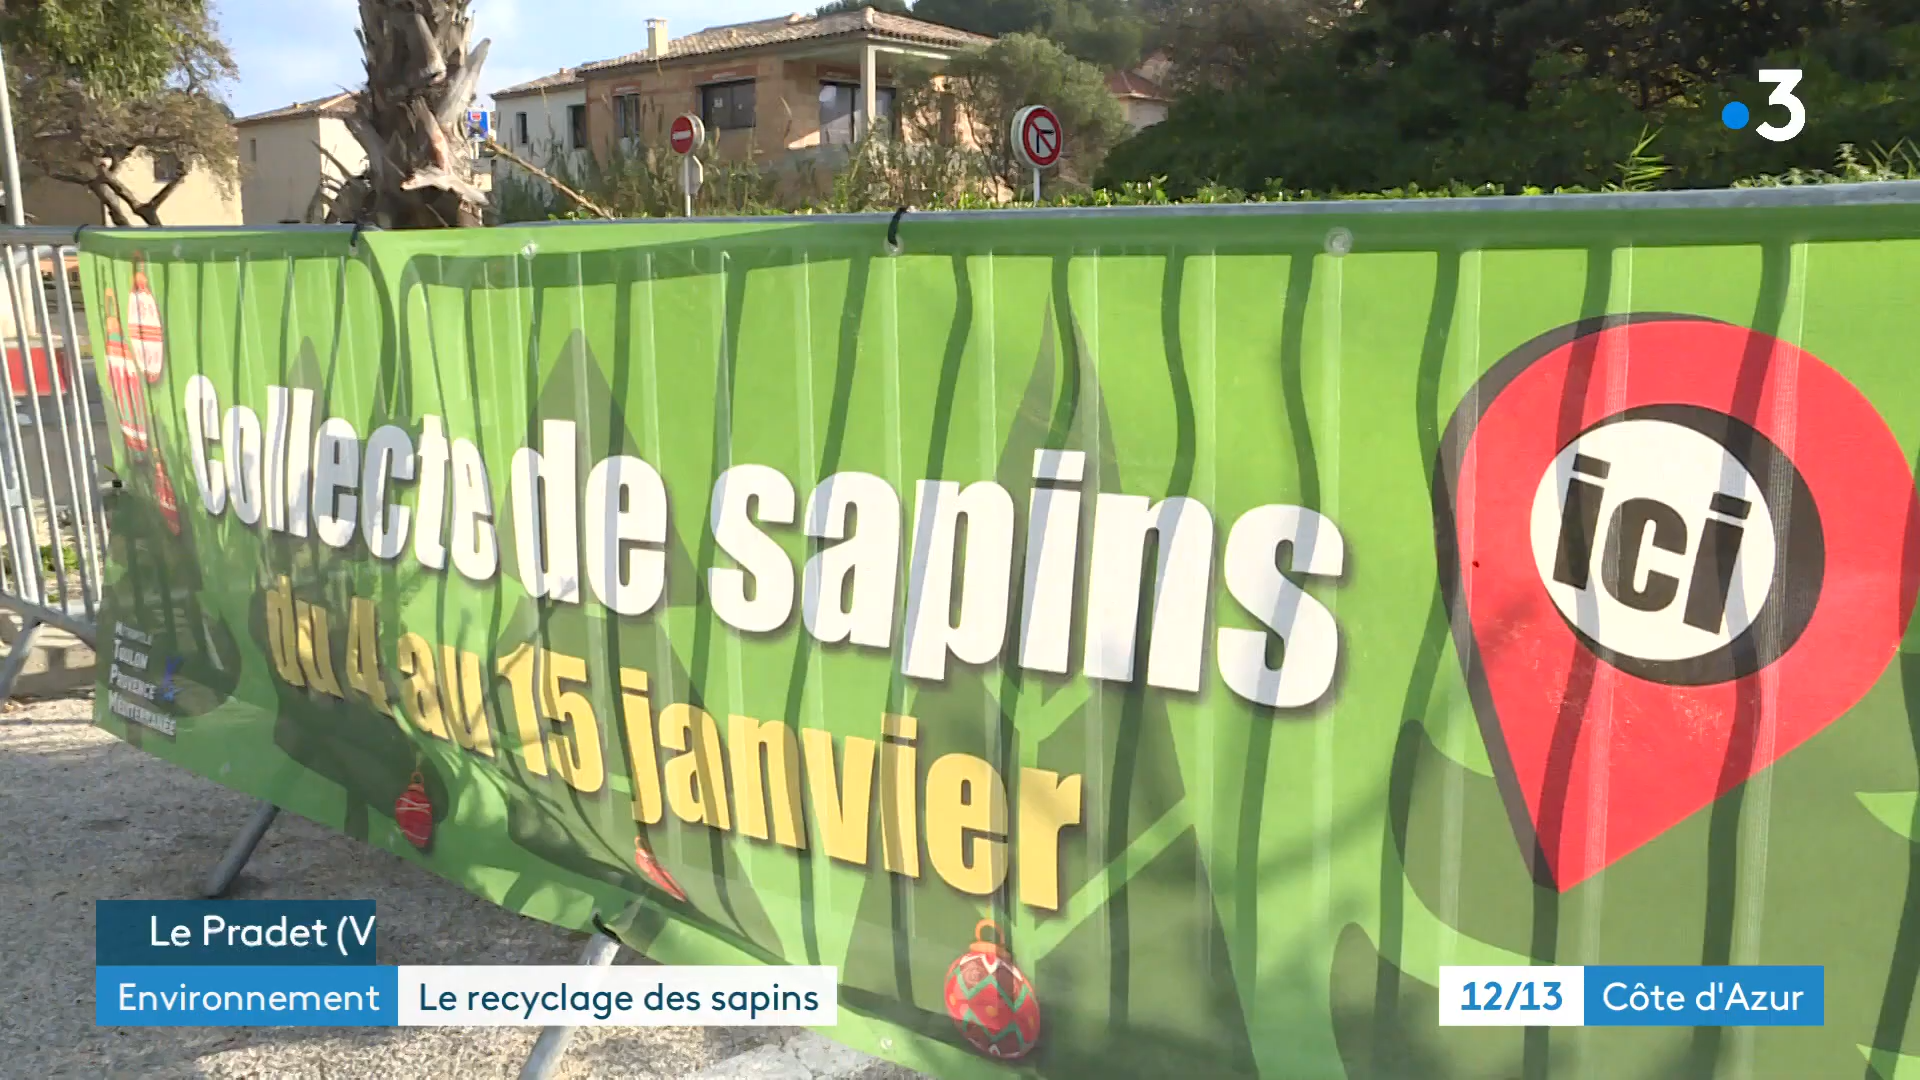 3
Collecte de sapins
du 4 au 15 janvier
ici
MÉTROPOLE
TOULON
PROVENCE
MÉDITERRANÉE
Le Pradet (V
Environnement
Le recyclage des sapins
12/13
Côte d'Azur